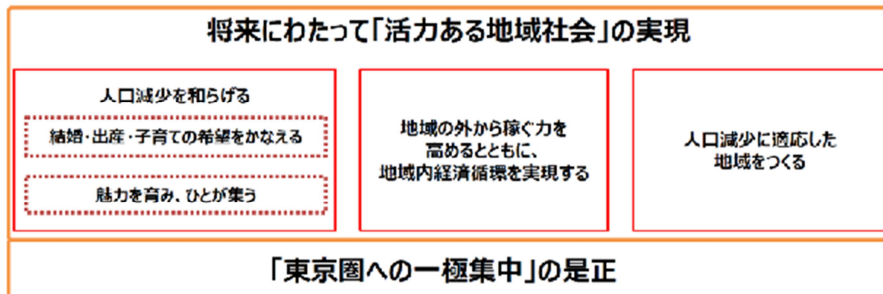 将来にわたって「活力ある地域社会」の実現
人口減少を和らげる
結婚・出産・子育ての希望をかなえる
魅力を育み、ひとが集う
地域の外から稼ぐ力を
高めるとともに、
地域内経済循環を実現する
人口減少に適応した
地域をつくる
「東京圏への一極集中」の是正